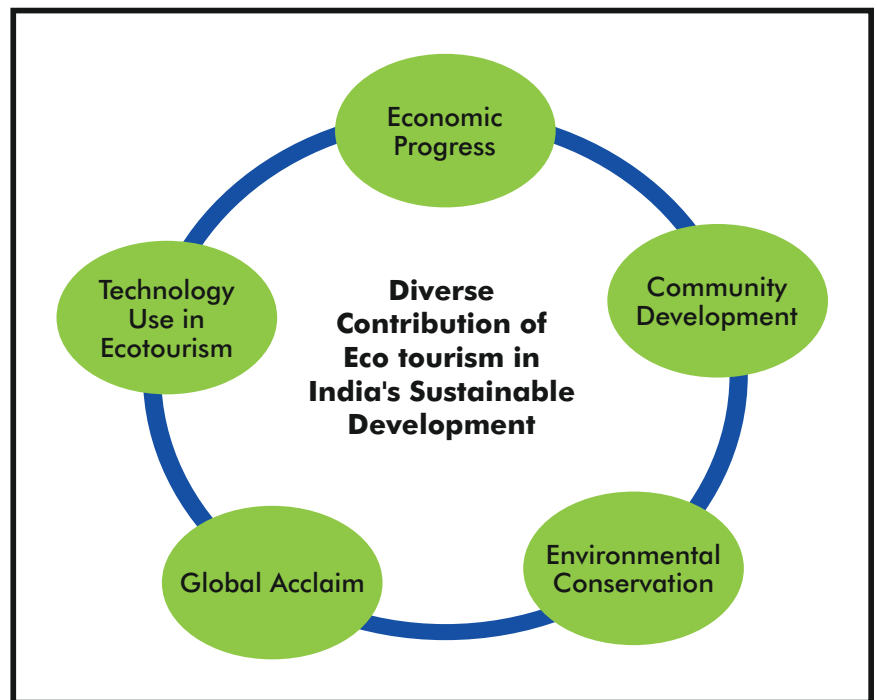 Economic
Progress
Community
Development
Environmental
Conservation
Global Acclaim
Technology
Use in
Ecotourism
Diverse
Contribution of
Eco tourism in
India's Sustainable
Development